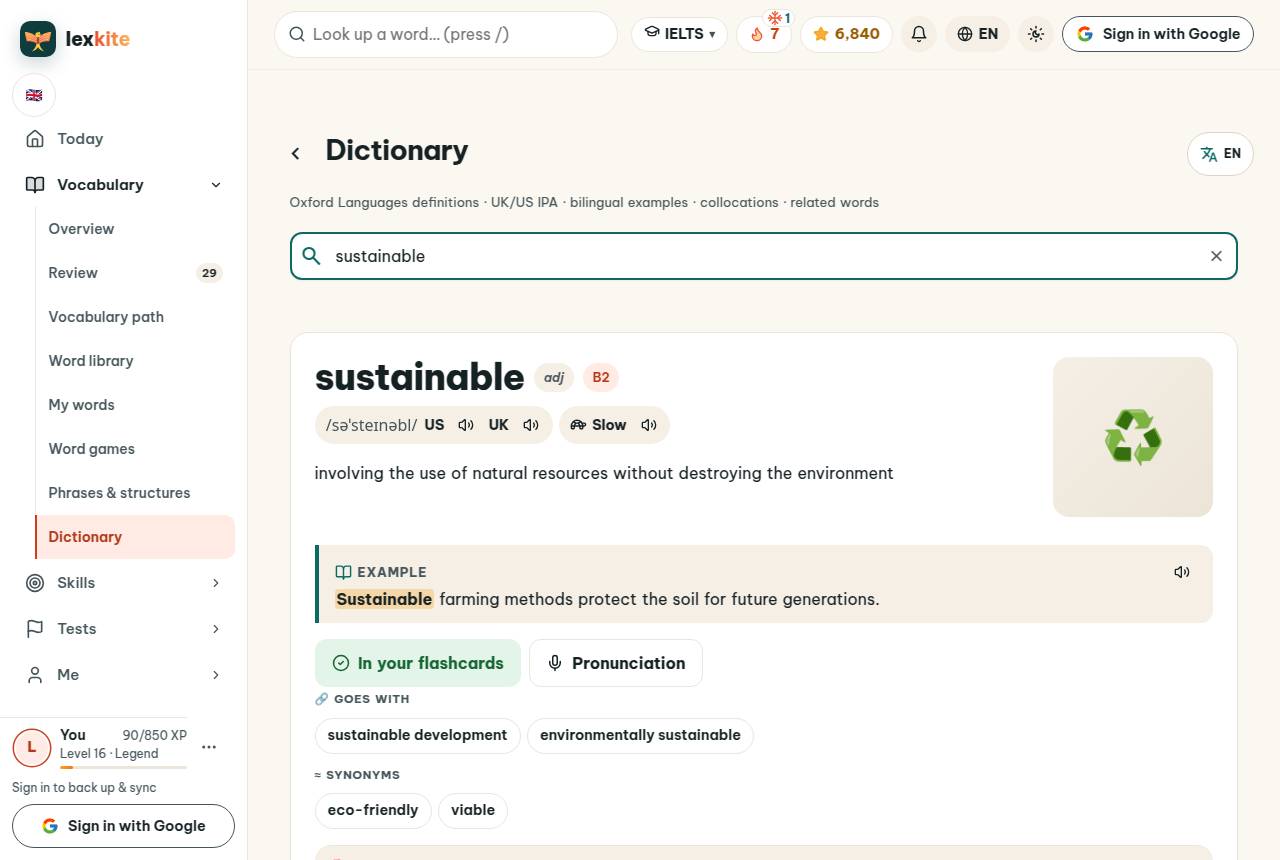 lexkite
Look up a word... (press /)
IELTS ▾
1
7
6,840
EN
Sign in with Google
Today
Vocabulary
Overview
Review 29
Vocabulary path
Word library
My words
Word games
Phrases & structures
Dictionary
Skills
Tests
Me
L
You 90/850 XP
Level 16 · Legend
Sign in to back up & sync
Sign in with Google
Dictionary
EN
Oxford Languages definitions · UK/US IPA · bilingual examples · collocations · related words
sustainable
sustainable adj B2
/səˈsteɪnəbl/ US UK Slow
involving the use of natural resources without destroying the environment
EXAMPLE
Sustainable farming methods protect the soil for future generations.
In your flashcards Pronunciation
GOES WITH
sustainable development environmentally sustainable
≈ SYNONYMS
eco-friendly viable